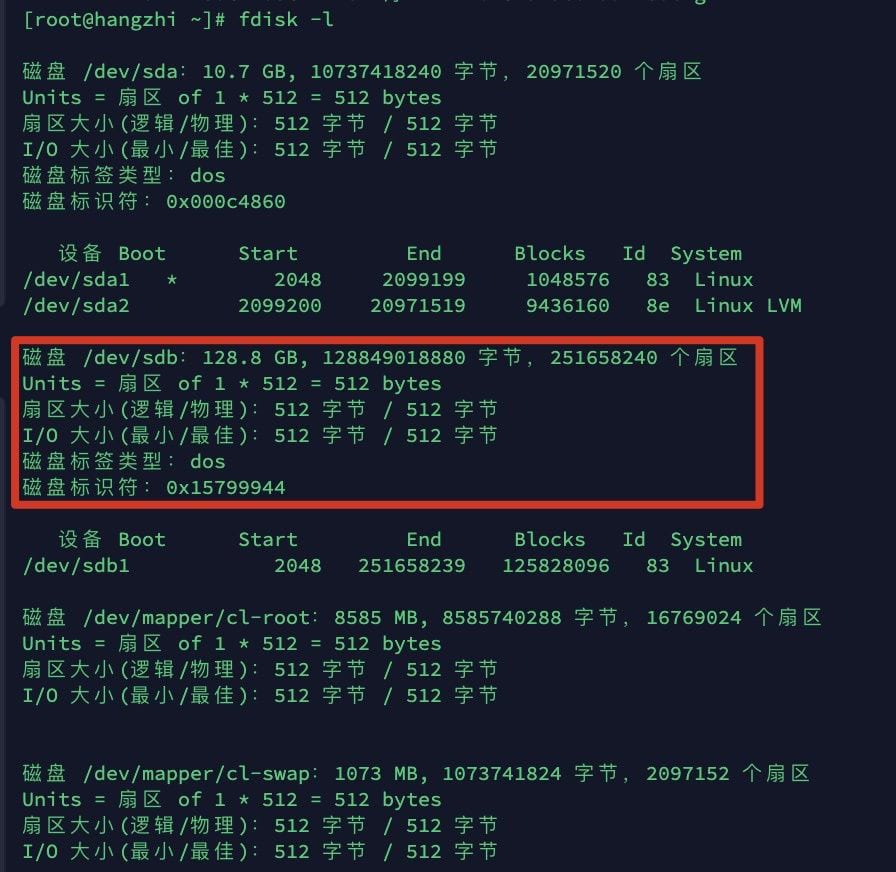 [root@hangzhi ~]# fdisk -l
磁盘 /dev/sda：10.7 GB, 10737418240 字节，20971520 个扇区
Units = 扇区 of 1 * 512 = 512 bytes
扇区大小(逻辑/物理)：512 字节 / 512 字节
I/O 大小(最小/最佳)：512 字节 / 512 字节
磁盘标签类型：dos
磁盘标识符：0x000c4860
设备 Boot      Start         End      Blocks   Id  System
/dev/sda1   *        2048     2099199     1048576   83  Linux
/dev/sda2         2099200    20971519     9436160   8e  Linux LVM
磁盘 /dev/sdb：128.8 GB, 128849018880 字节，251658240 个扇区
Units = 扇区 of 1 * 512 = 512 bytes
扇区大小(逻辑/物理)：512 字节 / 512 字节
I/O 大小(最小/最佳)：512 字节 / 512 字节
磁盘标签类型：dos
磁盘标识符：0x15799944
设备 Boot      Start         End      Blocks   Id  System
/dev/sdb1            2048   251658239   125828096   83  Linux
磁盘 /dev/mapper/cl-root：8585 MB, 8585740288 字节，16769024 个扇区
Units = 扇区 of 1 * 512 = 512 bytes
扇区大小(逻辑/物理)：512 字节 / 512 字节
I/O 大小(最小/最佳)：512 字节 / 512 字节
磁盘 /dev/mapper/cl-swap：1073 MB, 1073741824 字节，2097152 个扇区
Units = 扇区 of 1 * 512 = 512 bytes
扇区大小(逻辑/物理)：512 字节 / 512 字节
I/O 大小(最小/最佳)：512 字节 / 512 字节